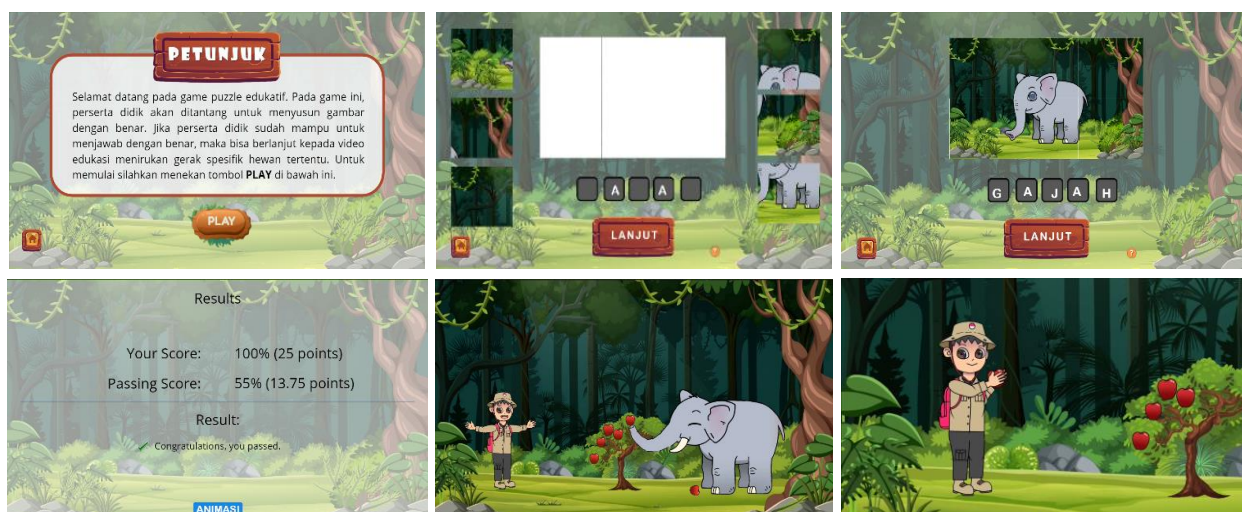 PETUNJUK
Selamat datang pada game puzzle edukatif. Pada game ini,
perserta didik akan ditantang untuk menyusun gambar
dengan benar. Jika perserta didik sudah mampu untuk
menjawab dengan benar, maka bisa berlanjut kepada video
edukasi menirukan gerak spesifik hewan tertentu. Untuk
memulai silahkan menekan tombol PLAY di bawah ini.
PLAY
A A
LANJUT
G A J A H
LANJUT
Results
Your Score: 100% (25 points)
Passing Score: 55% (13.75 points)
Result:
Congratulations, you passed.
ANIMASI